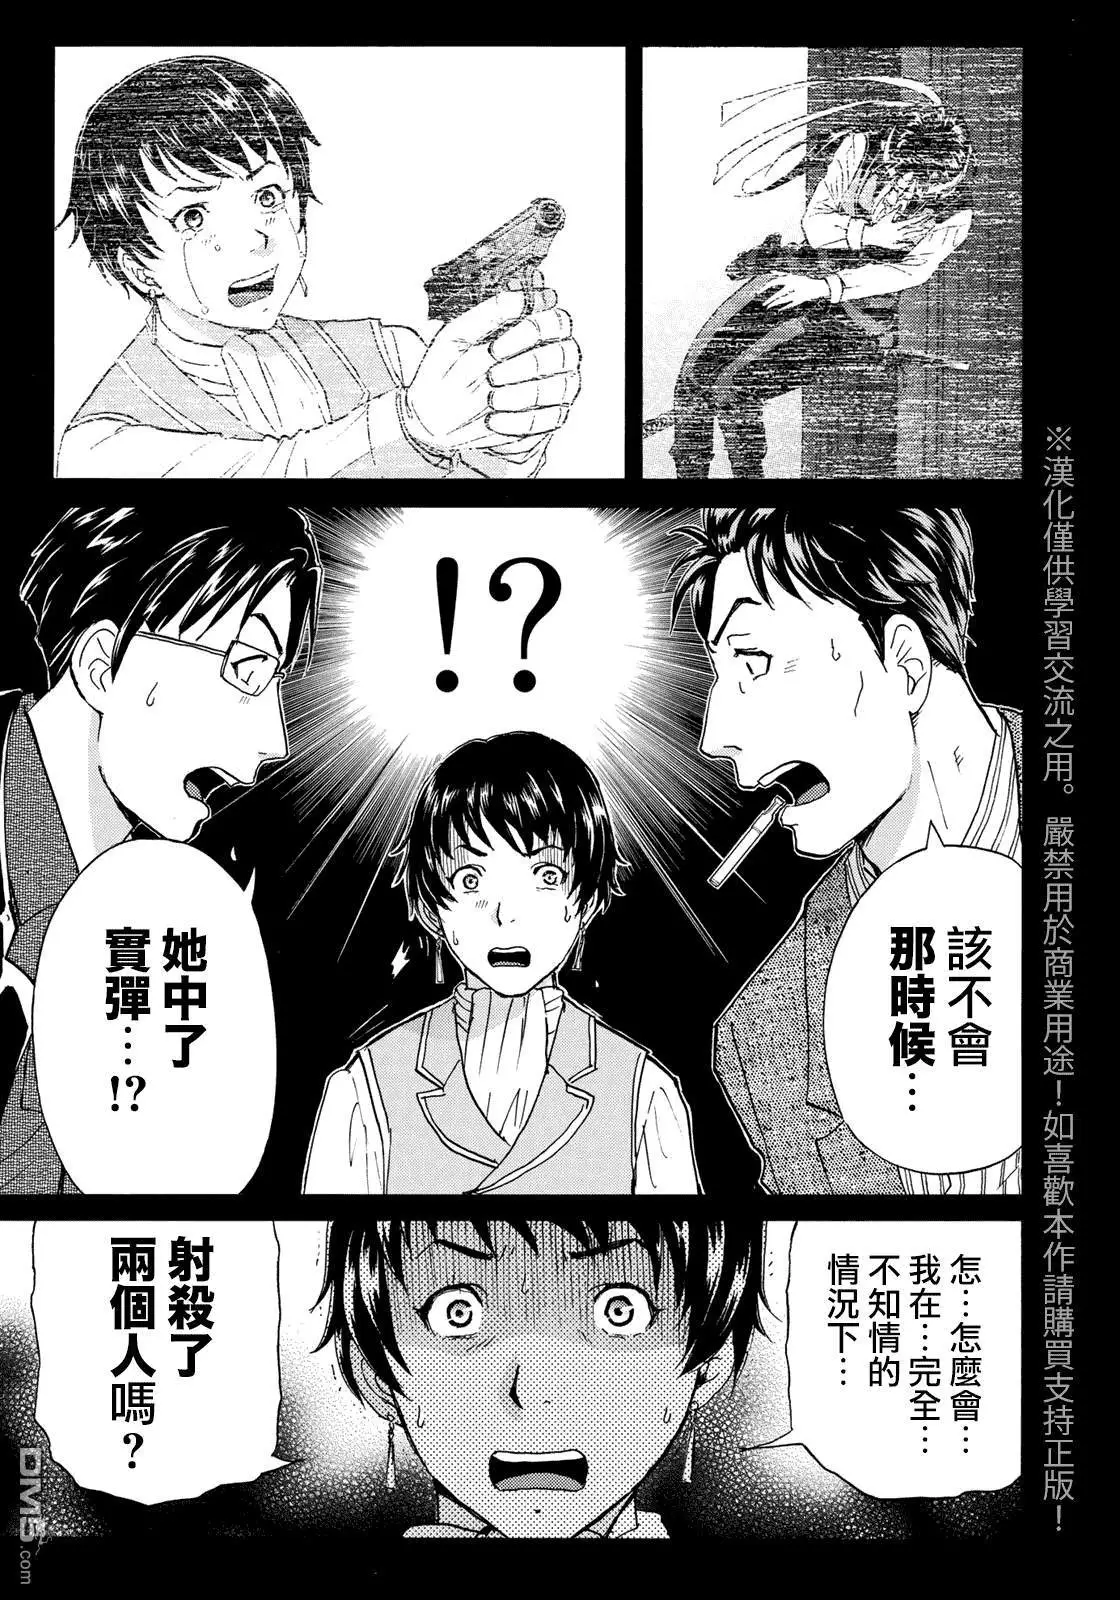 !?
該不會
那時候…
她中了
實彈…!?
怎…怎麼會…
我在…完全…
不知情的
情況下…
射殺了
兩個人嗎？
※漢化僅供學習交流之用。嚴禁用於商業用途！如喜歡本作請購買支持正版！
DM5.com